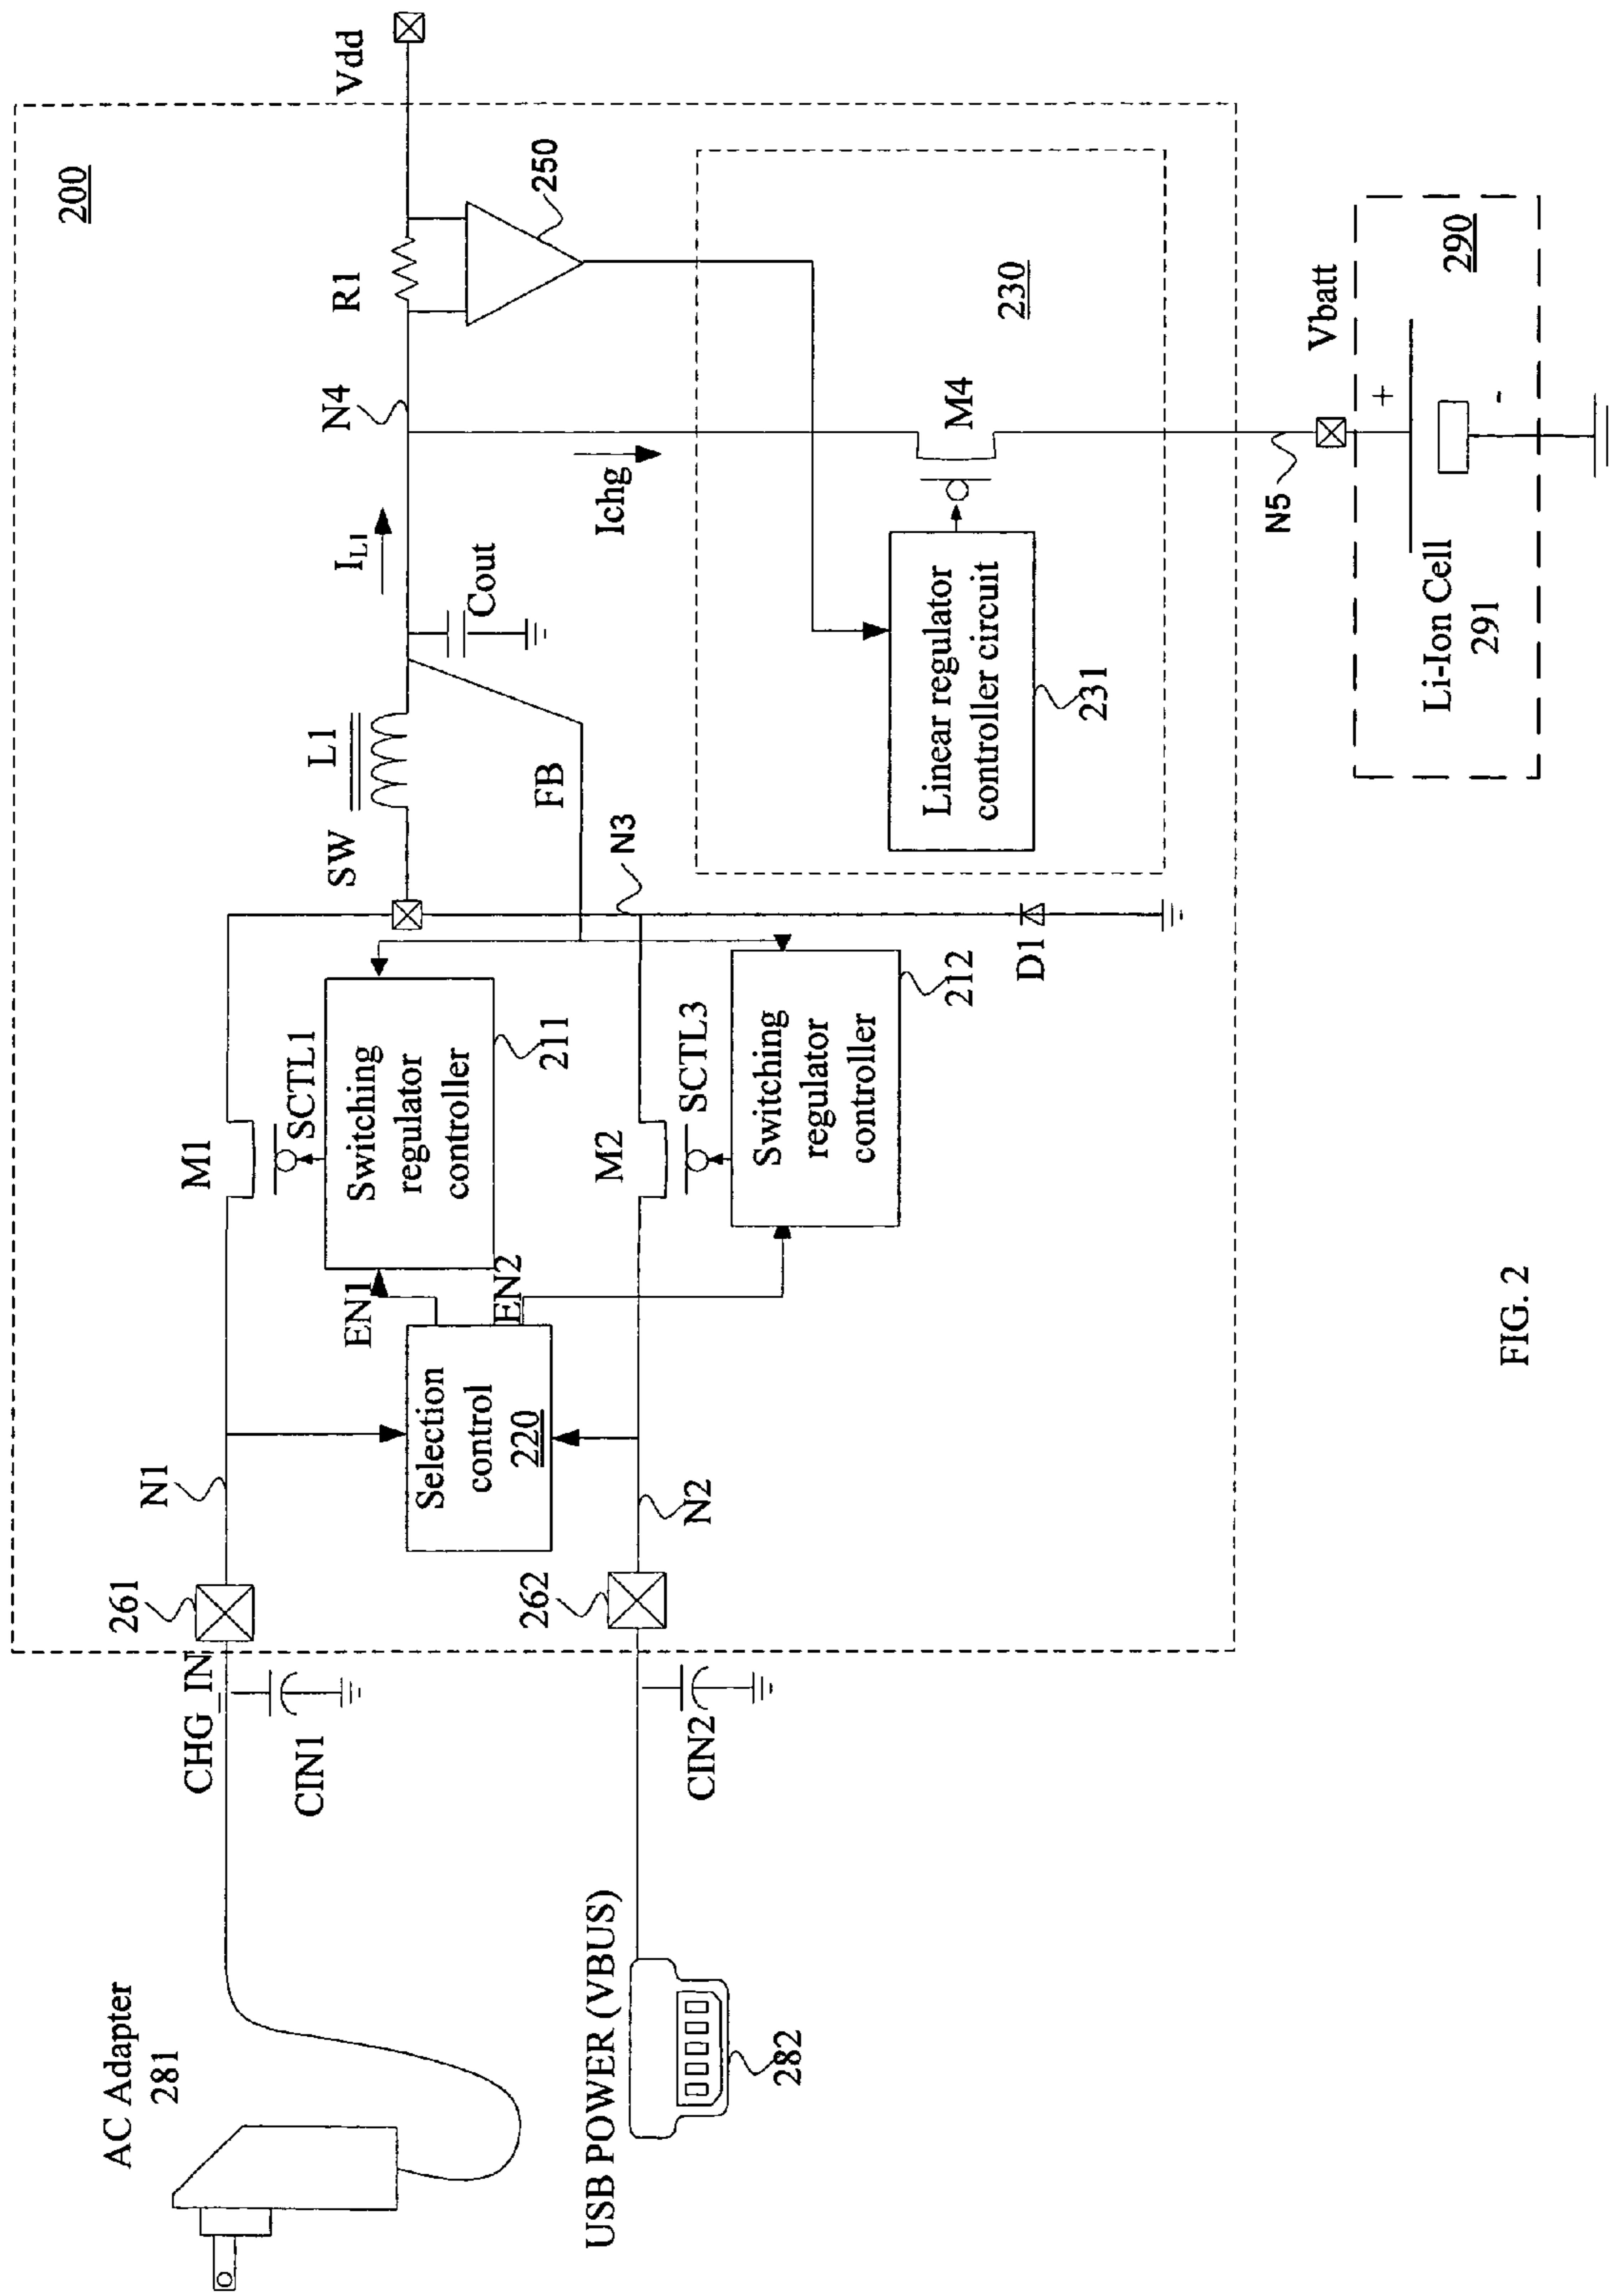 200
Vdd
R1
250
N4
I_L1
Ichg
Cout
L1
SW
FB
N3
M4
230
Linear regulator
controller circuit
231
N5
Vbatt
290
+
-
Li-Ion Cell
291
M1
SCTL1
Switching
regulator
controller
211
M2
SCTL3
Switching
regulator
controller
212
D1
EN1
EN2
Selection
control
220
N1
N2
261
262
CHG_IN
CIN1
CIN2
AC Adapter
281
USB POWER (VBUS)
282
FIG. 2